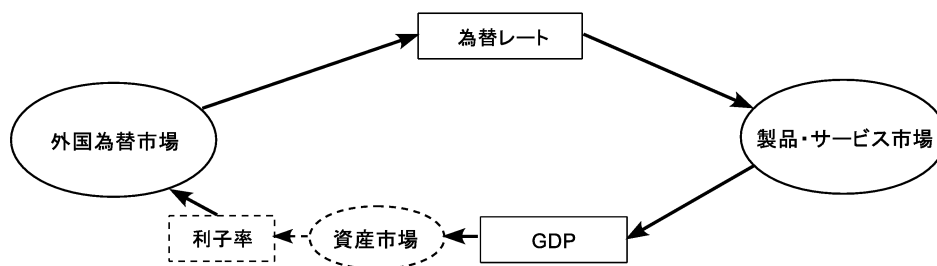 為替レート
外国為替市場
製品・サービス市場
利子率
資産市場
GDP